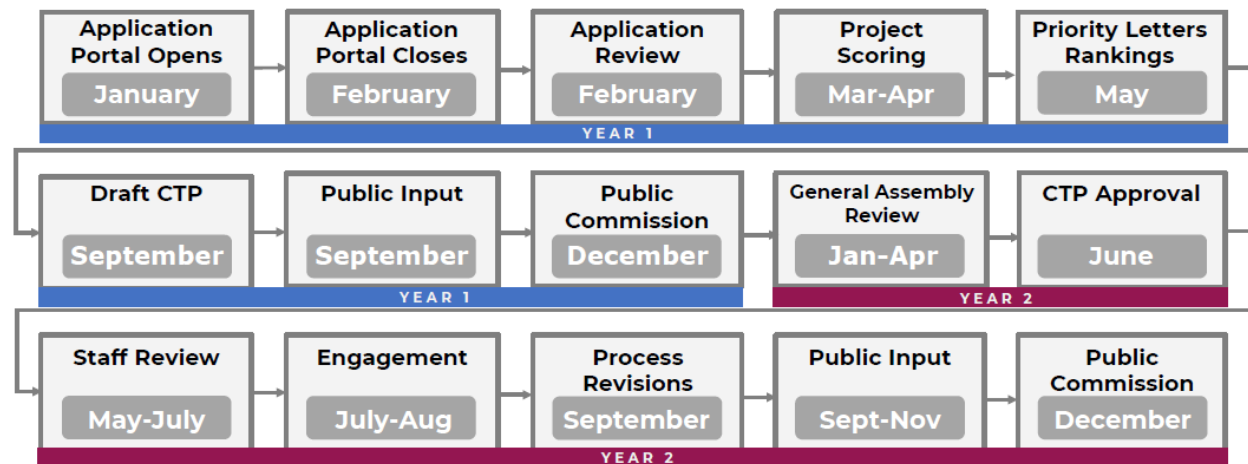 Application
Portal Opens
January
Application
Portal Closes
February
Application
Review
February
Project
Scoring
Mar-Apr
Priority Letters
Rankings
May
YEAR 1
Draft CTP
September
Public Input
September
Public
Commission
December
General Assembly
Review
Jan-Apr
CTP Approval
June
YEAR 1
YEAR 2
Staff Review
May-July
Engagement
July-Aug
Process
Revisions
September
Public Input
Sept-Nov
Public
Commission
December
YEAR 2